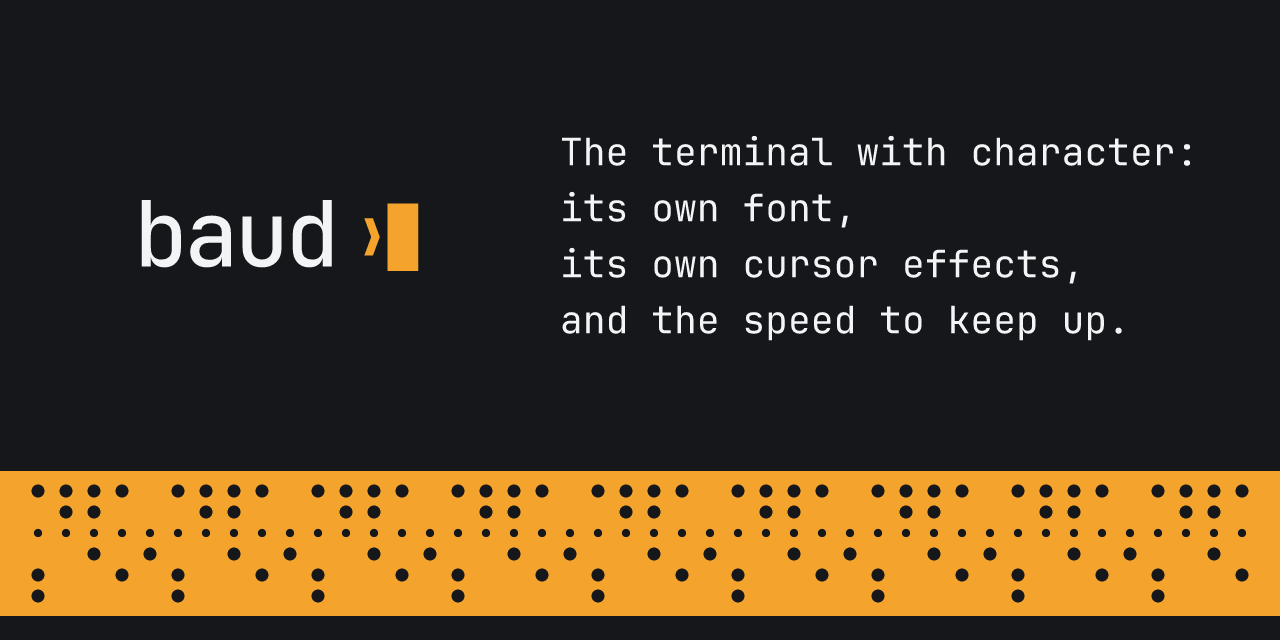 baud
The terminal with character:
its own font,
its own cursor effects,
and the speed to keep up.